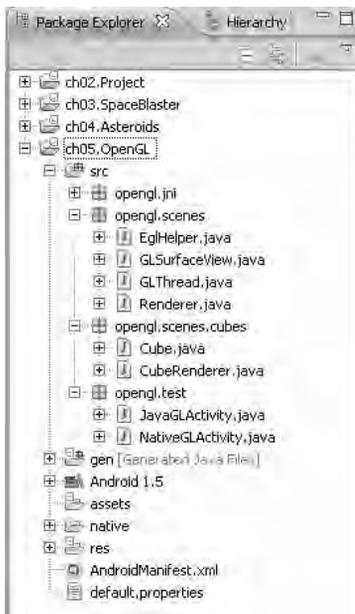 Package Explorer
Hierarchy
ch02.Project
ch03.SpaceBlaster
ch04.Asteroids
ch05.OpenGL
src
opengl.jni
opengl.scenes
EglHelper.java
GLSurfaceView.java
GLThread.java
Renderer.java
opengl.scenes.cubes
Cube.java
CubeRenderer.java
opengl.test
JavaGLActivity.java
NativeGLActivity.java
gen [Generated Java Files]
Android 1.5
assets
native
res
AndroidManifest.xml
default.properties